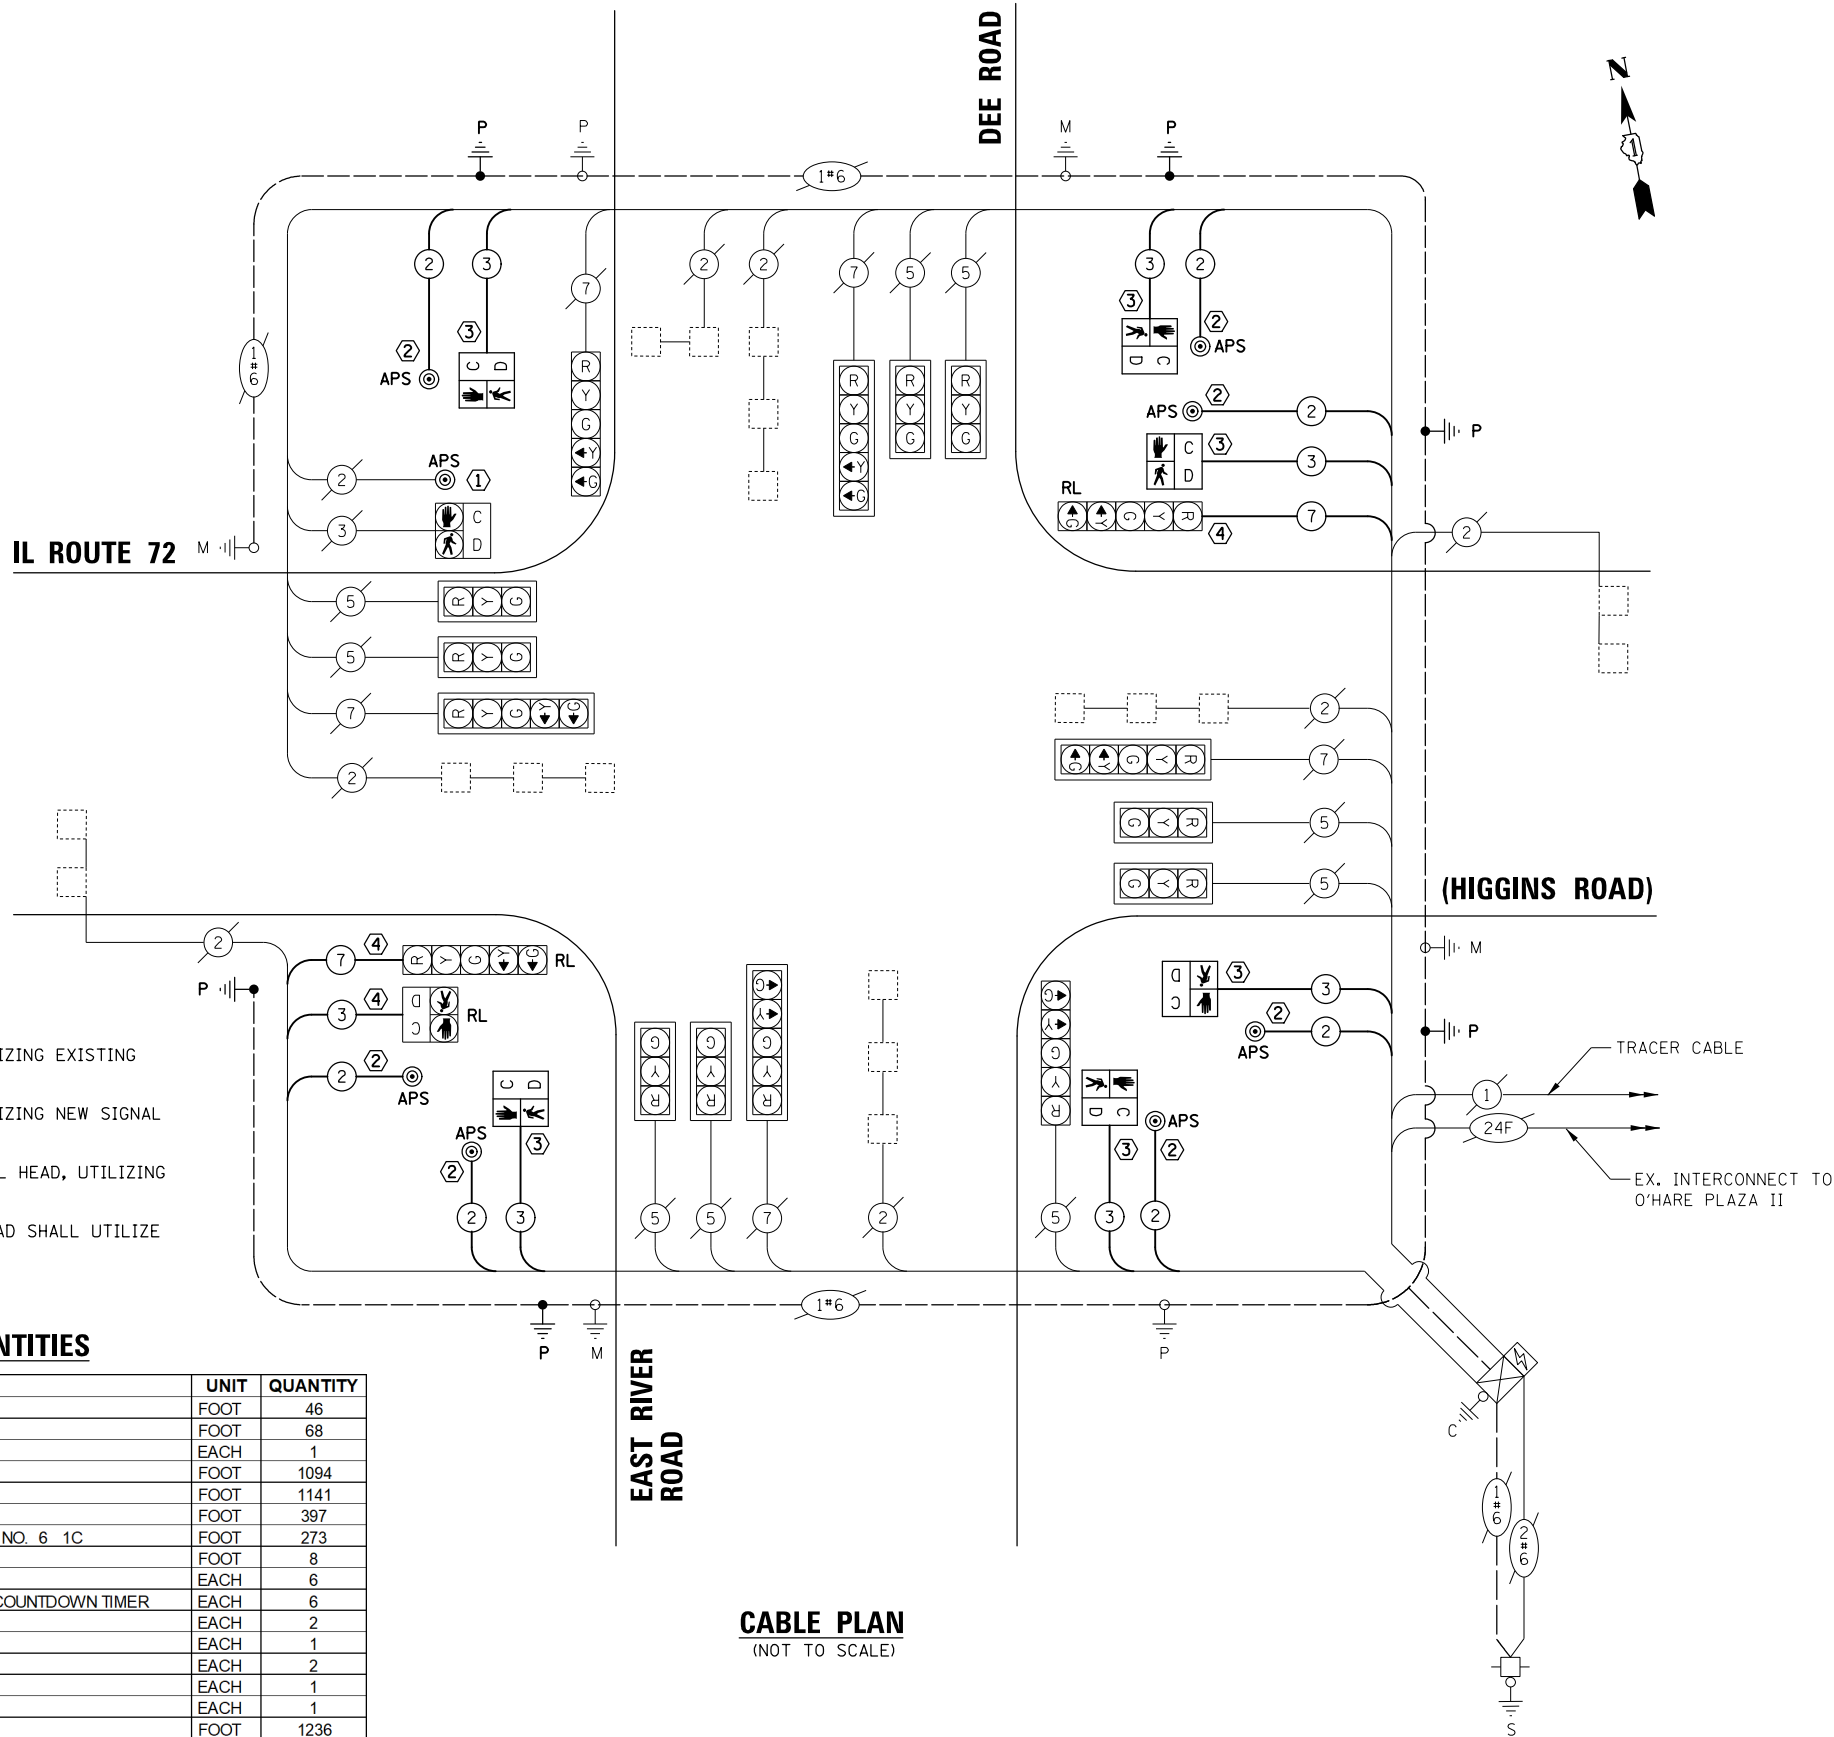 DEE ROAD
N
1
P
P
M
P
1#6
2
3
7
2
2
7
5
5
3
2
3
2
APS
2
APS
3
C D
R
Y
G
Y
G
R
Y
G
Y
G
R
Y
G
R
Y
G
D C
1#6
APS
2
2
P
C
D
3
3
2
APS
1
3
C
D
RL
G Y G Y R
4
7
2
IL ROUTE 72
M
5
R Y G
5
R Y G
7
R Y G Y G
2
2
G Y G Y R
7
G Y R
5
G Y R
5
(HIGGINS ROAD)
M
2
P
7
4
R Y G Y G
RL
3
4
D
C
RL
2
2
APS
C D
3
APS
2
2
3
G
Y
R
G
Y
R
G
Y
G
Y
R
5
5
7
2
G
Y
G
Y
R
5
D
C
3
3
2
APS
2
P
D C
3
3
APS
2
2
TRACER CABLE
1
24F
EX. INTERCONNECT TO
O'HARE PLAZA II
IZING EXISTING
IZING NEW SIGNAL
L HEAD, UTILIZING
AD SHALL UTILIZE
1#6
P
M
P
EAST RIVER
ROAD
C
1#6
2#6
S
NTITIES
UNIT QUANTITY
FOOT 46
FOOT 68
EACH 1
FOOT 1094
FOOT 1141
FOOT 397
NO. 6 1C FOOT 273
FOOT 8
EACH 6
COUNTDOWN TIMER EACH 6
EACH 2
EACH 1
EACH 2
EACH 1
EACH 1
FOOT 1236
CABLE PLAN
(NOT TO SCALE)